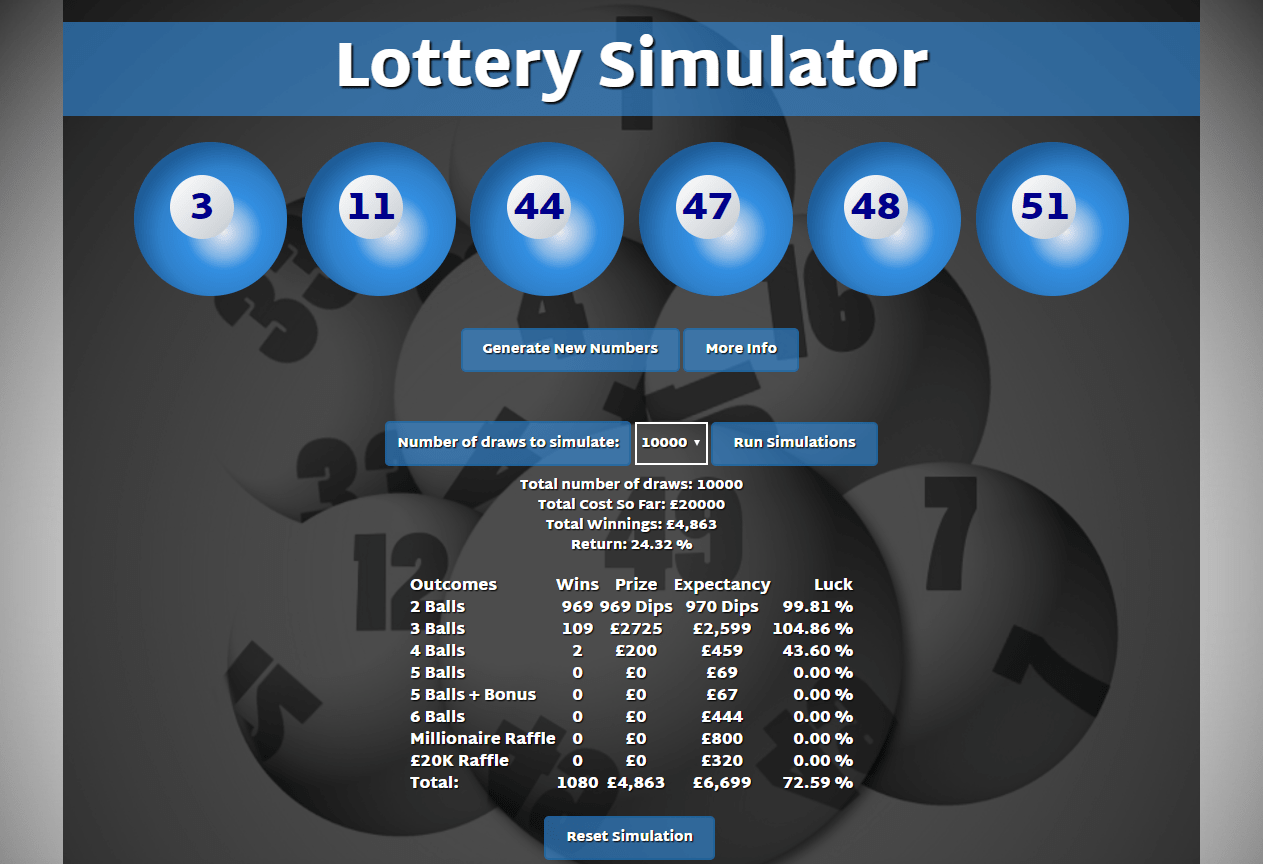 Lottery Simulator
3 11 44 47 48 51
Generate New Numbers More Info
Number of draws to simulate: 10000 ▾ Run Simulations
Total number of draws: 10000
Total Cost So Far: £20000
Total Winnings: £4,863
Return: 24.32 %
Outcomes Wins Prize Expectancy Luck
2 Balls 969 969 Dips 970 Dips 99.81 %
3 Balls 109 £2725 £2,599 104.86 %
4 Balls 2 £200 £459 43.60 %
5 Balls 0 £0 £69 0.00 %
5 Balls + Bonus 0 £0 £67 0.00 %
6 Balls 0 £0 £444 0.00 %
Millionaire Raffle 0 £0 £800 0.00 %
£20K Raffle 0 £0 £320 0.00 %
Total: 1080 £4,863 £6,699 72.59 %
Reset Simulation